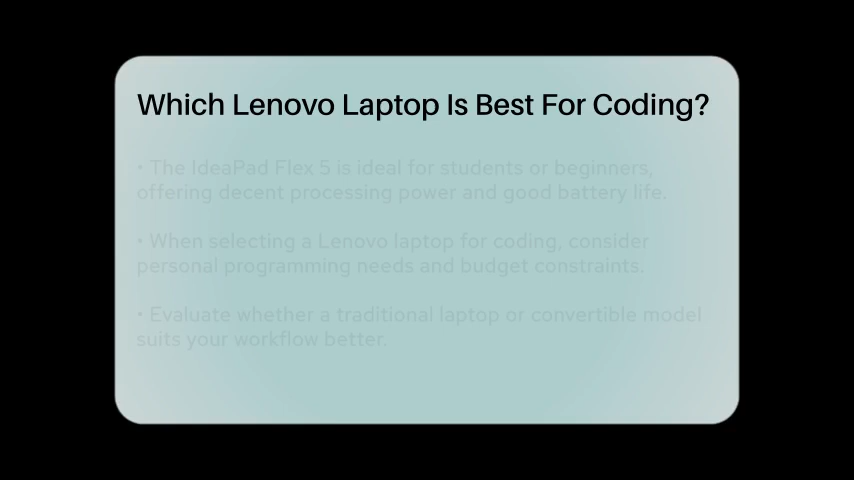 Which Lenovo Laptop Is Best For Coding?
• The IdeaPad Flex 5 is ideal for students or beginners,
offering decent processing power and good battery life.
• When selecting a Lenovo laptop for coding, consider
personal programming needs and budget constraints.
• Evaluate whether a traditional laptop or convertible model
suits your workflow better.